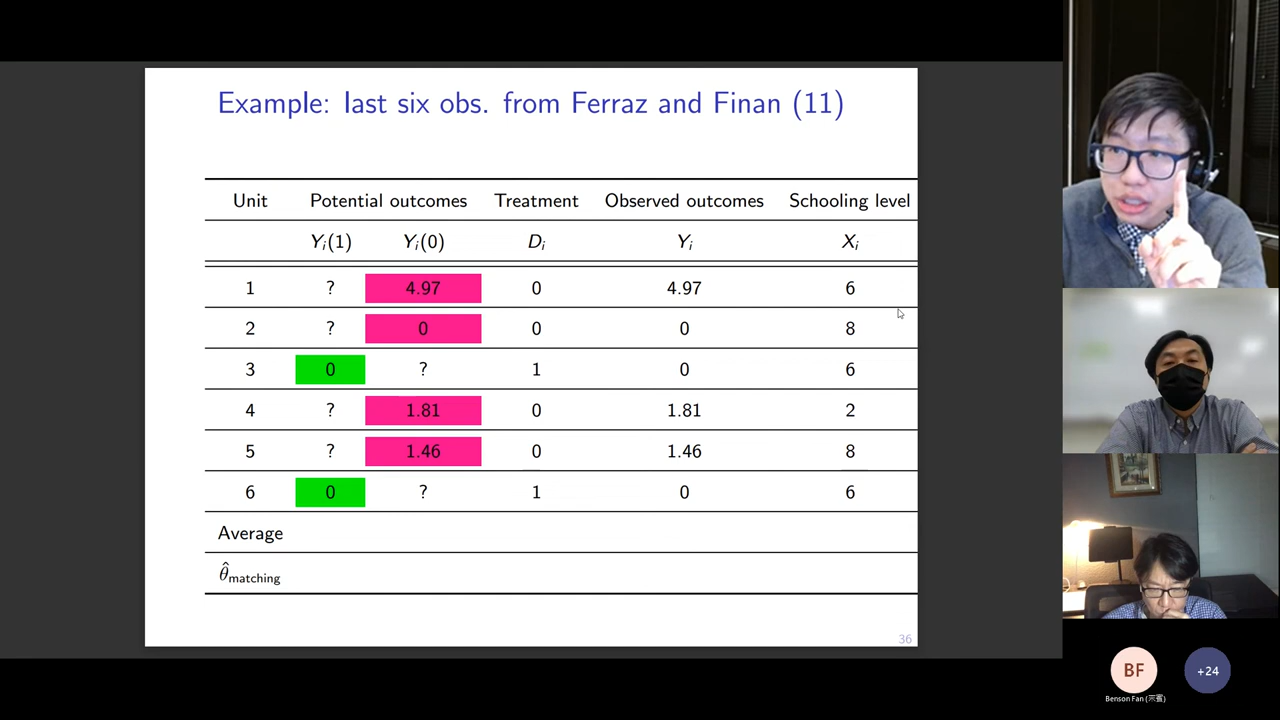 Example: last six obs. from Ferraz and Finan (11)
Unit Potential outcomes Treatment Observed outcomes Schooling level
Yᵢ(1) Yᵢ(0) Dᵢ Yᵢ Xᵢ
1 ? 4.97 0 4.97 6
2 ? 0 0 0 8
3 0 ? 1 0 6
4 ? 1.81 0 1.81 2
5 ? 1.46 0 1.46 8
6 0 ? 1 0 6
Average
θ̂matching
36
BF
+24
Benson Fan (宗賓)